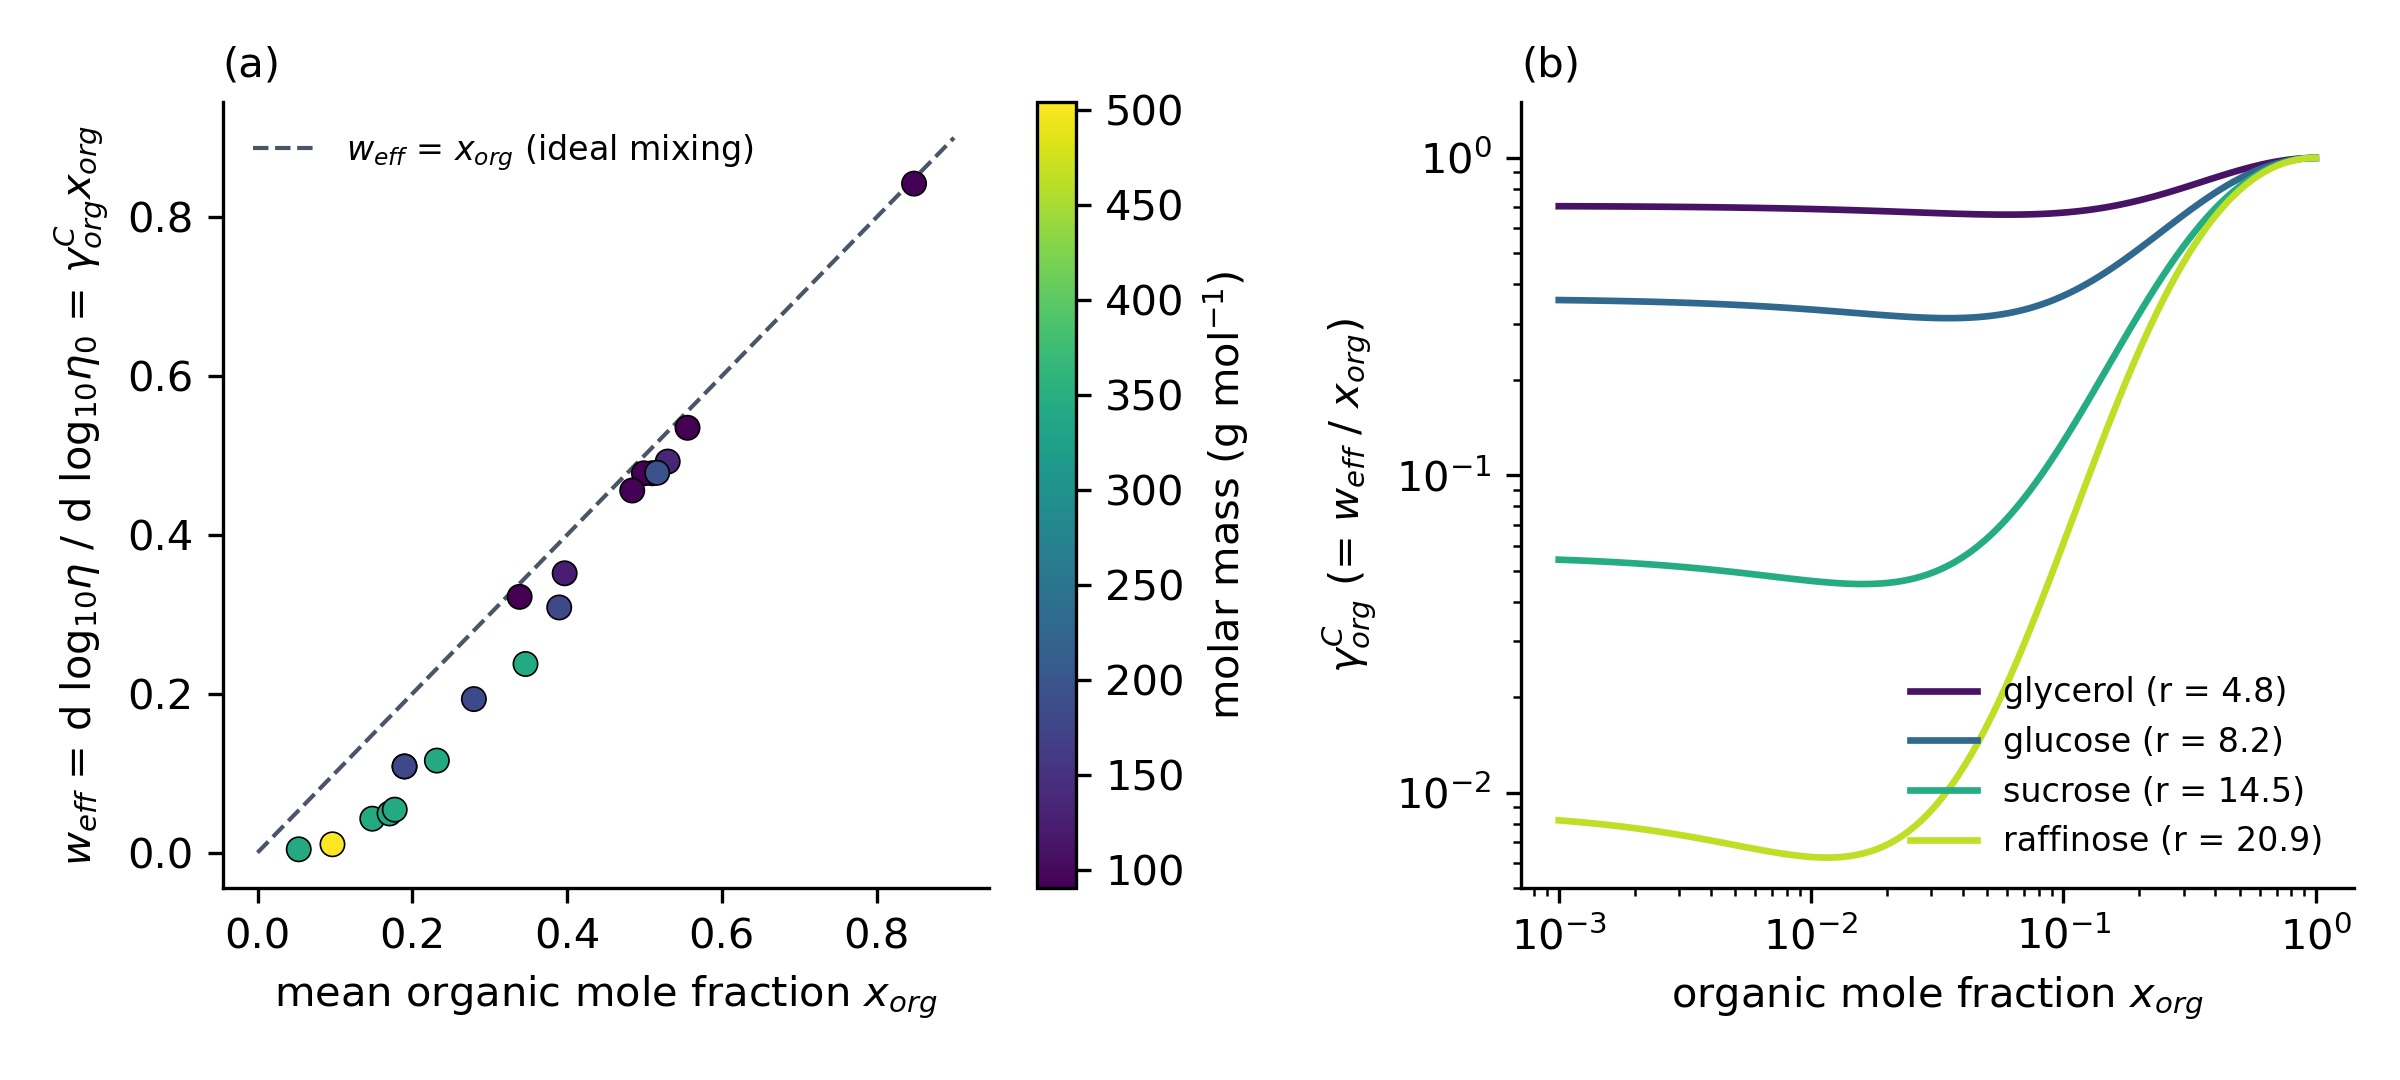 (a)
w_eff = d log₁₀η / d log₁₀η₀ = γ^C_org x_org
w_eff = x_org (ideal mixing)
0.8
0.6
0.4
0.2
0.0
0.0 0.2 0.4 0.6 0.8
mean organic mole fraction x_org
500
450
400
350
300
250
200
150
100
molar mass (g mol⁻¹)
(b)
γ^C_org (= w_eff / x_org)
10⁰
10⁻¹
10⁻²
glycerol (r = 4.8)
glucose (r = 8.2)
sucrose (r = 14.5)
raffinose (r = 20.9)
10⁻³ 10⁻² 10⁻¹ 10⁰
organic mole fraction x_org